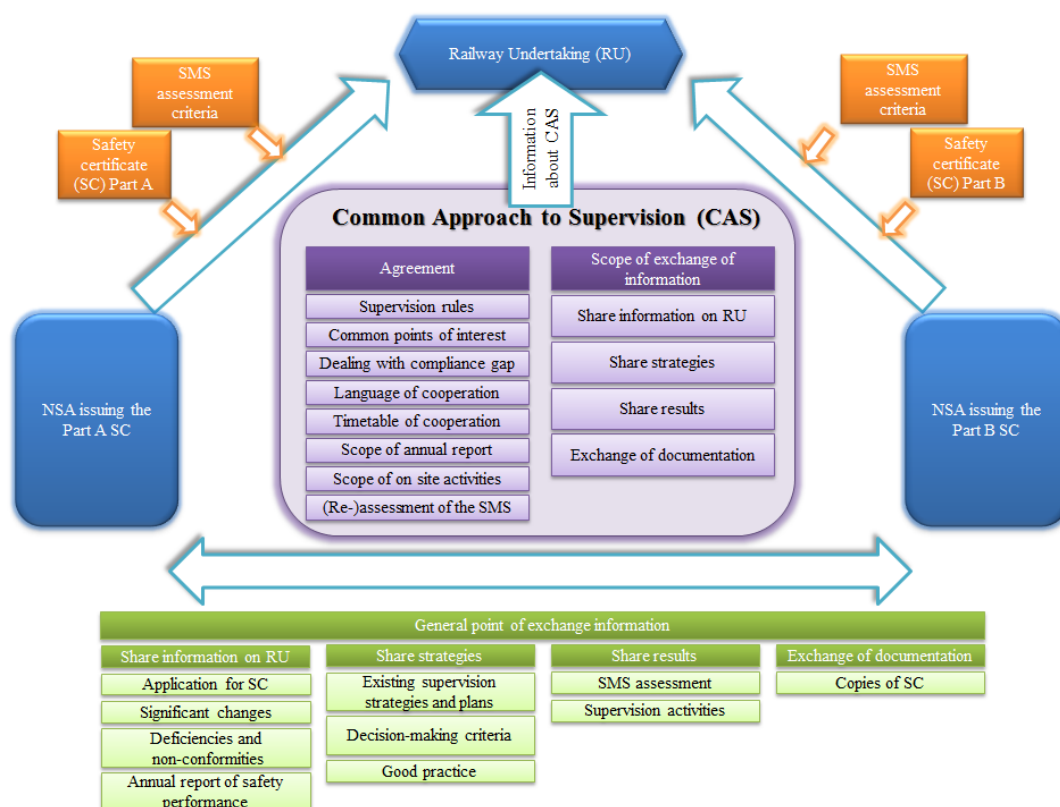 Railway Undertaking (RU)
SMS
assessment
criteria
Safety
certificate
(SC) Part A
SMS
assessment
criteria
Safety
certificate
(SC) Part B
Information
about CAS
Common Approach to Supervision (CAS)
Agreement
Supervision rules
Common points of interest
Dealing with compliance gap
Language of cooperation
Timetable of cooperation
Scope of annual report
Scope of on site activities
(Re-)assessment of the SMS
Scope of exchange of
information
Share information on RU
Share strategies
Share results
Exchange of documentation
NSA issuing the
Part A SC
NSA issuing the
Part B SC
General point of exchange information
Share information on RU
Application for SC
Significant changes
Deficiencies and
non-conformities
Annual report of safety
performance
Share strategies
Existing supervision
strategies and plans
Decision-making criteria
Good practice
Share results
SMS assessment
Supervision activities
Exchange of documentation
Copies of SC